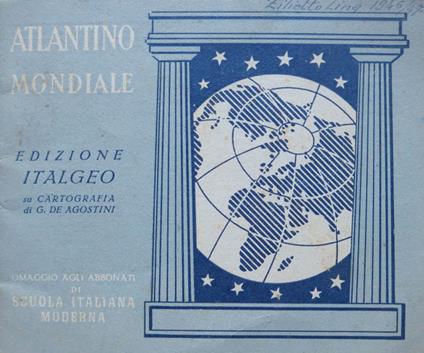 ATLANTINO
MONDIALE
EDIZIONE
ITALGEO
su CARTOGRAFIA
di G. DE AGOSTINI
OMAGGIO AGLI ABBONATI
DI
SCUOLA ITALIANA
MODERNA